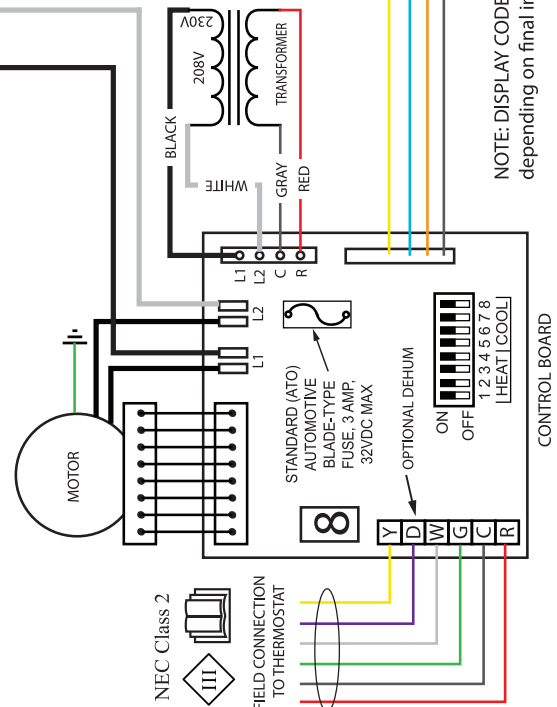 230V
208V
TRANSFORMER
BLACK
WHITE
GRAY
RED
NOTE: DISPLAY CODE
depending on final in
L1
L2
C
R
L2
L1
MOTOR
STANDARD (ATO)
AUTOMOTIVE
BLADE-TYPE
FUSE, 3 AMP,
32VDC MAX
OPTIONAL DEHUM
ON
OFF
1 2 3 4 5 6 7 8
| HEAT | COOL |
CONTROL BOARD
8
Y
D
W
G
C
R
NEC Class 2
III
FIELD CONNECTION
TO THERMOSTAT